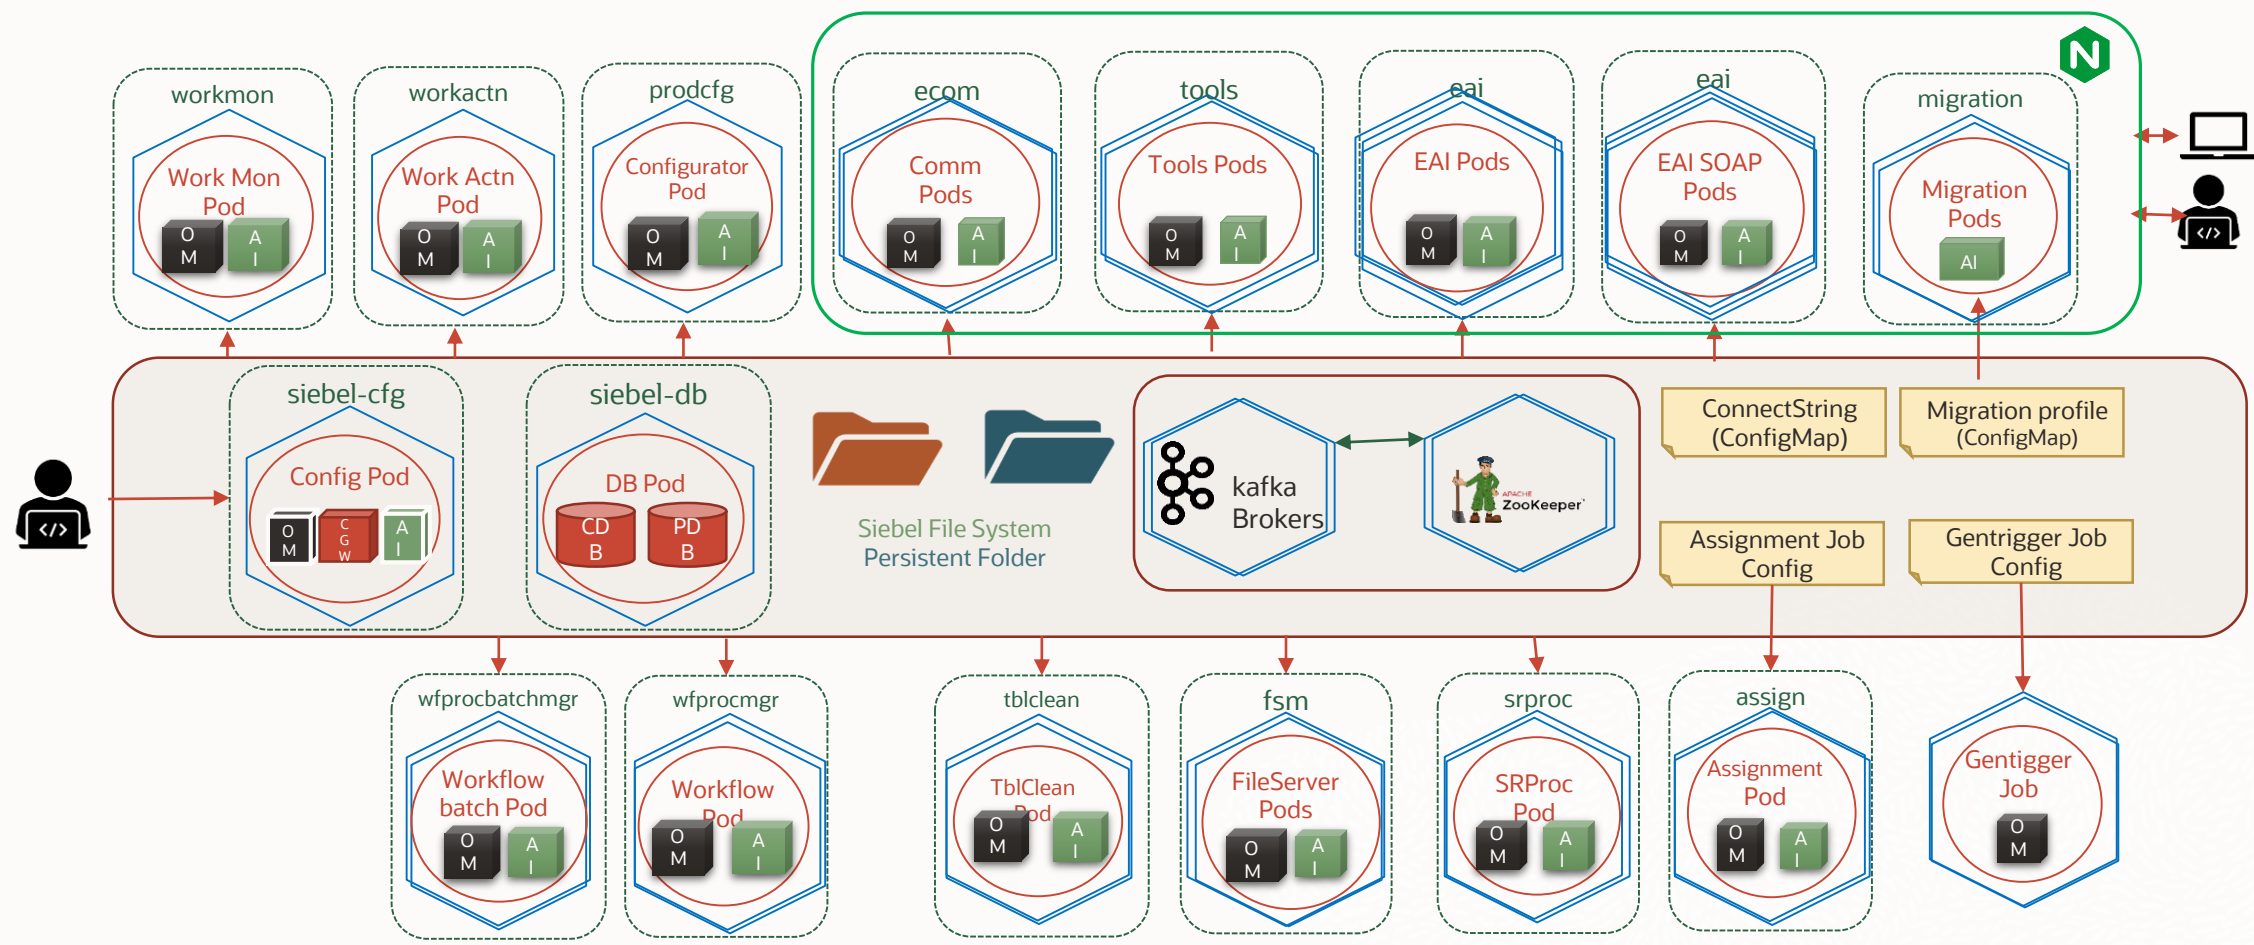 workmon
Work Mon
Pod
O
M
A
I
workactn
Work Actn
Pod
O
M
A
I
prodcfg
Configurator
Pod
O
M
A
I
ecom
Comm
Pods
O
M
A
I
tools
Tools Pods
O
M
A
I
eai
EAI Pods
O
M
A
I
eai
EAI SOAP
Pods
O
M
A
I
migration
Migration
Pods
AI
N
</>
siebel-cfg
Config Pod
O
M
C
G
W
A
I
siebel-db
DB Pod
CD
B
PD
B
Siebel File System
Persistent Folder
kafka
Brokers
APACHE
ZooKeeper
ConnectString
(ConfigMap)
Migration profile
(ConfigMap)
Assignment Job
Config
Gentrigger Job
Config
</>
wfprocbatchmgr
Workflow
batch Pod
O
M
A
I
wfprocmgr
Workflow
Pod
O
M
A
I
tblclean
TblClean
Pod
O
M
A
I
fsm
FileServer
Pods
O
M
A
I
srproc
SRProc
Pod
O
M
A
I
assign
Assignment
Pod
O
M
A
I
Gentigger
Job
O
M